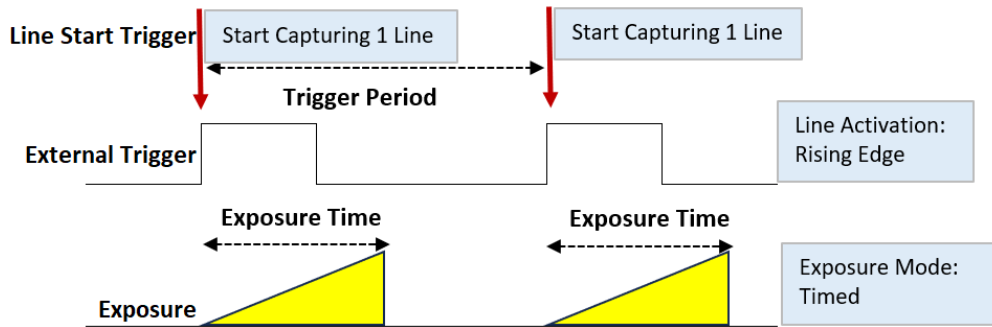 Line Start Trigger
Start Capturing 1 Line
Start Capturing 1 Line
Trigger Period
External Trigger
Line Activation:
Rising Edge
Exposure Time
Exposure Time
Exposure
Exposure Mode:
Timed